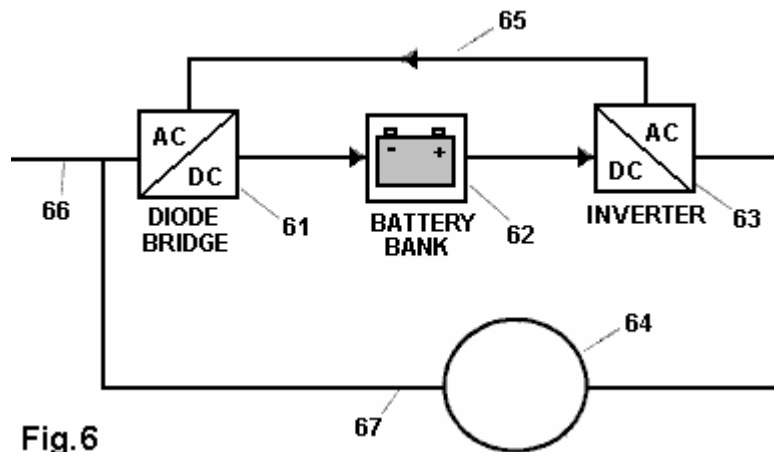 65
AC
DC
- +
AC
DC
66
DIODE
BRIDGE
61
BATTERY
BANK
62
INVERTER
63
64
67
Fig.6